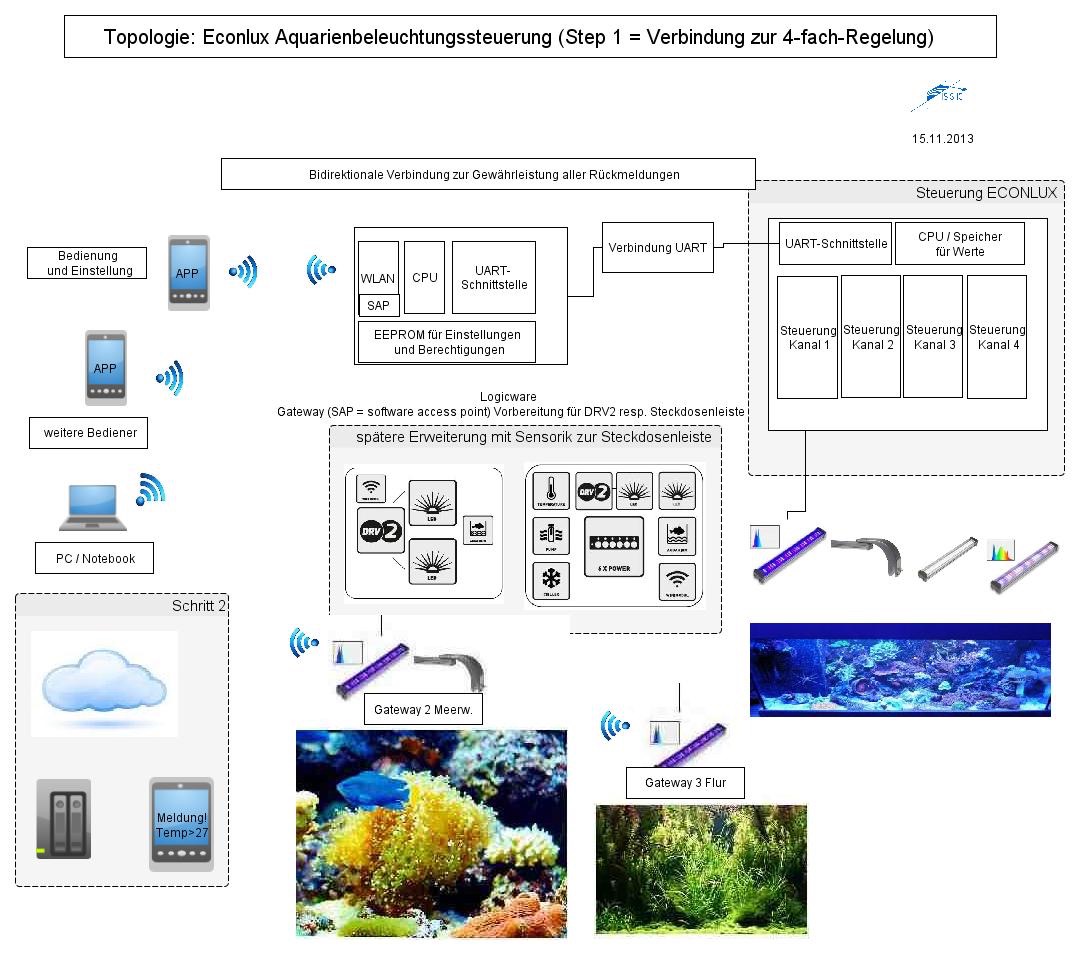 Topologie: Econlux Aquarienbeleuchtungssteuerung (Step 1 = Verbindung zur 4-fach-Regelung)
15.11.2013
Bidirektionale Verbindung zur Gewährleistung aller Rückmeldungen
Steuerung ECONLUX
UART-Schnittstelle
CPU / Speicher
für Werte
Steuerung
Kanal 1
Steuerung
Kanal 2
Steuerung
Kanal 3
Steuerung
Kanal 4
Verbindung UART
WLAN
SAP
CPU
UART-
Schnittstelle
EEPROM für Einstellungen
und Berechtigungen
Bedienung
und Einstellung
APP
APP
weitere Bediener
PC / Notebook
Logicware
Gateway (SAP = software access point) Vorbereitung für DRV2 resp. Steckdosenleiste
spätere Erweiterung mit Sensorik zur Steckdosenleiste
DRV2
LED
LED
TEMPERATURE
DRV2
LED
LED
PUMP
6 X POWER
AQUARIUM
CHILLER
Schritt 2
Meldung!
Temp>27
Gateway 2 Meerw.
Gateway 3 Flur